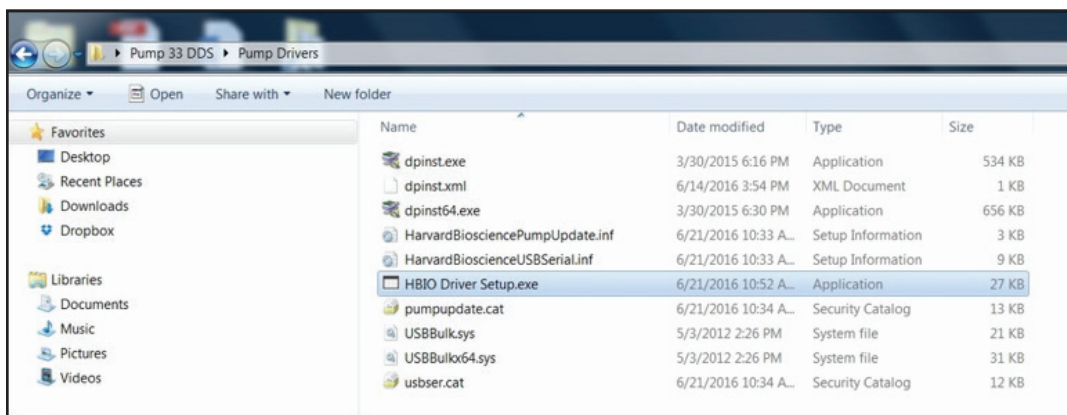 Pump 33 DDS Pump Drivers
Organize Open Share with New folder
Favorites
Desktop
Recent Places
Downloads
Dropbox
Libraries
Documents
Music
Pictures
Videos
Name Date modified Type Size
dpinst.exe 3/30/2015 6:16 PM Application 534 KB
dpinst.xml 6/14/2016 3:54 PM XML Document 1 KB
dpinst64.exe 3/30/2015 6:30 PM Application 656 KB
HarvardBiosciencePumpUpdate.inf 6/21/2016 10:33 A... Setup Information 3 KB
HarvardBioscienceUSBSerial.inf 6/21/2016 10:33 A... Setup Information 9 KB
HBIO Driver Setup.exe 6/21/2016 10:52 A... Application 27 KB
pumpupdate.cat 6/21/2016 10:34 A... Security Catalog 13 KB
USBBulk.sys 5/3/2012 2:26 PM System file 21 KB
USBBulkx64.sys 5/3/2012 2:26 PM System file 31 KB
usbser.cat 6/21/2016 10:34 A... Security Catalog 12 KB